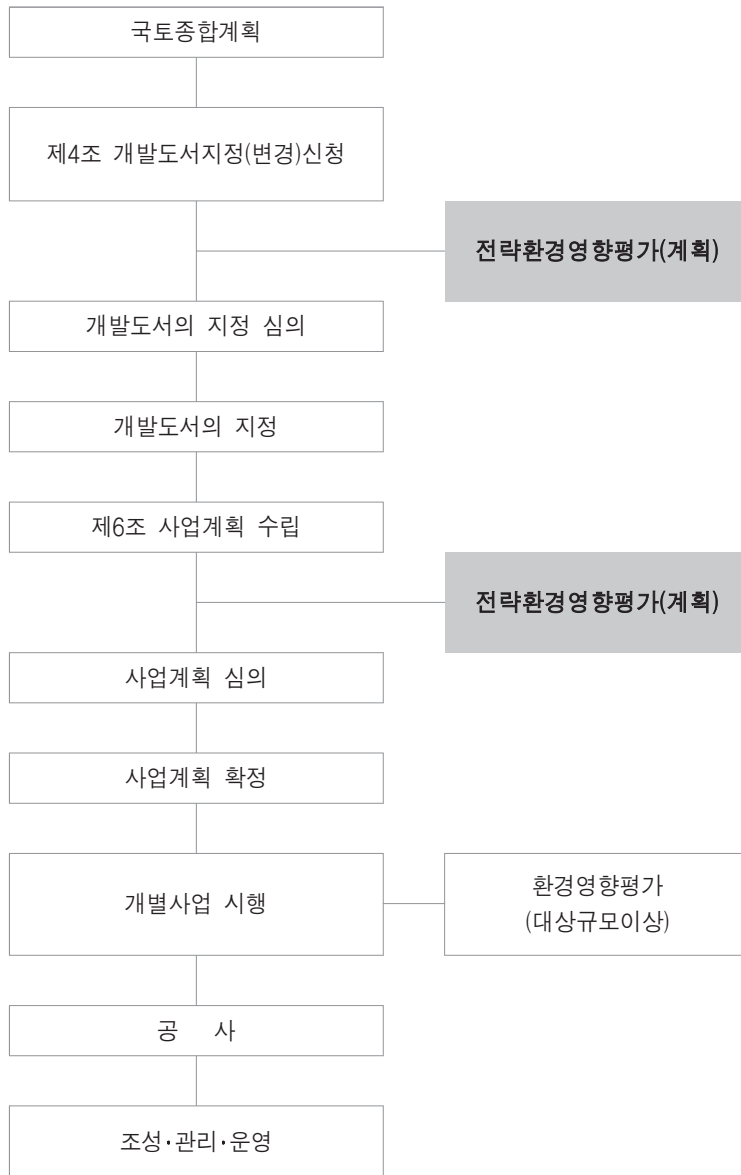 국토종합계획
제4조 개발도서지정(변경)신청
전략환경영향평가(계획)
개발도서의 지정 심의
개발도서의 지정
제6조 사업계획 수립
전략환경영향평가(계획)
사업계획 심의
사업계획 확정
개별사업 시행
환경영향평가
(대상규모이상)
공 사
조성·관리·운영